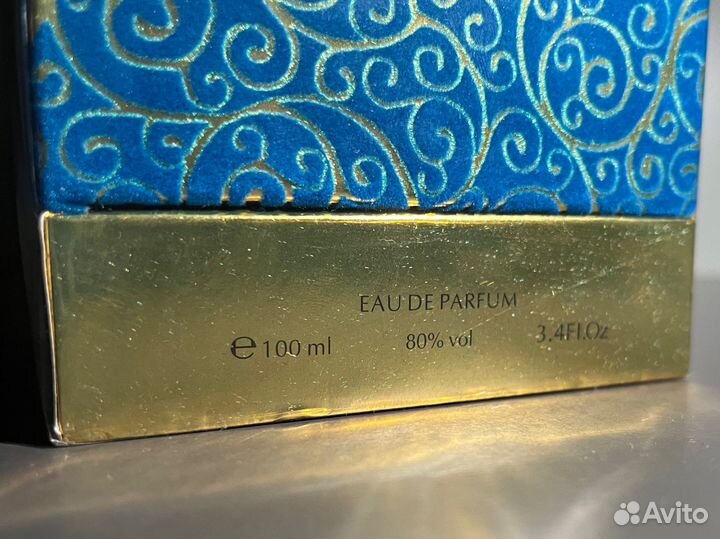 EAU DE PARFUM
℮ 100 ml 80% vol 3.4Fl.Oz
Avito